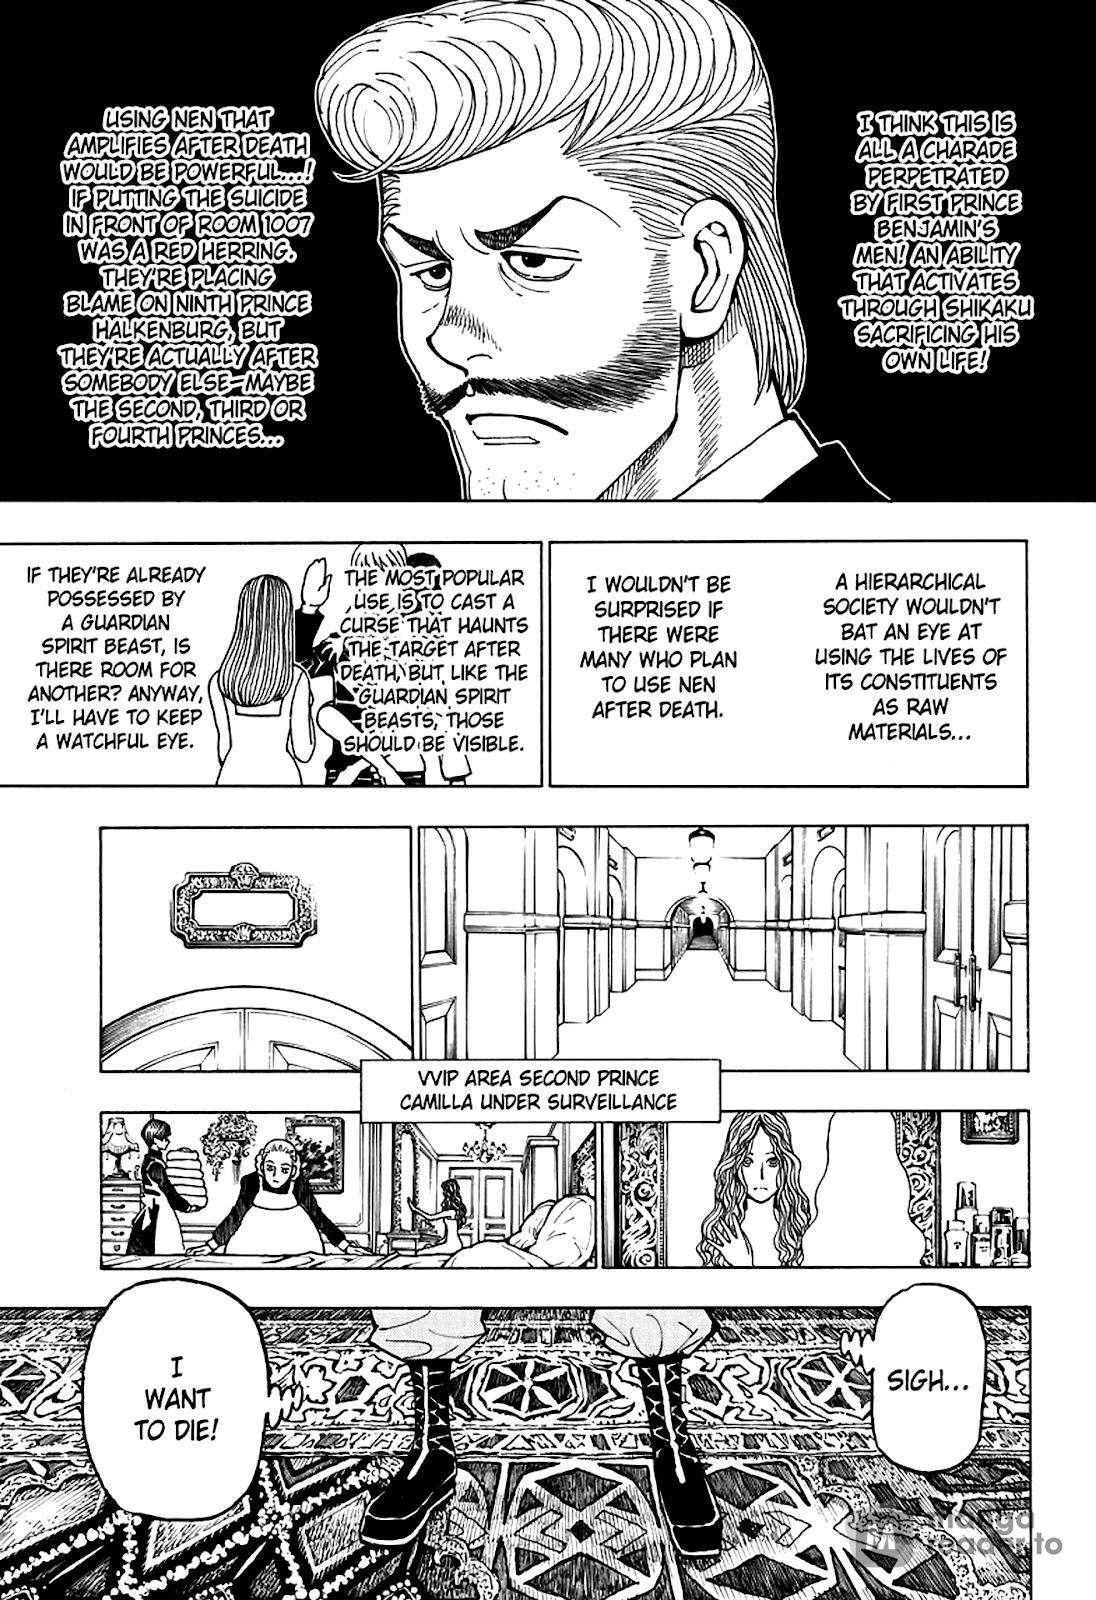 I THINK THIS IS
ALL A CHARADE
PERPETRATED
BY FIRST PRINCE
BENJAMIN'S
MEN! AN ABILITY
THAT ACTIVATES
THROUGH SHIKAKU
SACRIFICING HIS
OWN LIFE!
USING NEN THAT
AMPLIFIES AFTER DEATH
WOULD BE POWERFUL...!
IF PUTTING THE SUICIDE
IN FRONT OF ROOM 1007
WAS A RED HERRING.
THEY'RE PLACING
BLAME ON NINTH PRINCE
HALKENBURG, BUT
THEY'RE ACTUALLY AFTER
SOMEBODY ELSE–MAYBE
THE SECOND, THIRD OR
FOURTH PRINCES...
A HIERARCHICAL
SOCIETY WOULDN'T
BAT AN EYE AT
USING THE LIVES OF
ITS CONSTITUENTS
AS RAW
MATERIALS...
I WOULDN'T BE
SURPRISED IF
THERE WERE
MANY WHO PLAN
TO USE NEN
AFTER DEATH.
THE MOST POPULAR
USE IS TO CAST A
CURSE THAT HAUNTS
THE TARGET AFTER
DEATH, BUT LIKE THE
GUARDIAN SPIRIT
BEASTS, THOSE
SHOULD BE VISIBLE.
IF THEY'RE ALREADY
POSSESSED BY
A GUARDIAN
SPIRIT BEAST, IS
THERE ROOM FOR
ANOTHER? ANYWAY,
I'LL HAVE TO KEEP
A WATCHFUL EYE.
VVIP AREA SECOND PRINCE
CAMILLA UNDER SURVEILLANCE
SIGH...
I
WANT
TO DIE!
Manga
reader.to